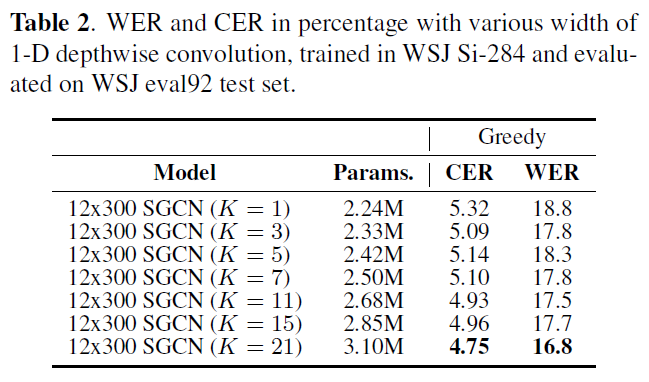 Table 2. WER and CER in percentage with various width of
1-D depthwise convolution, trained in WSJ Si-284 and evalu-
ated on WSJ eval92 test set.
Greedy
Model Params. CER WER
12x300 SGCN (K = 1) 2.24M 5.32 18.8
12x300 SGCN (K = 3) 2.33M 5.09 17.8
12x300 SGCN (K = 5) 2.42M 5.14 18.3
12x300 SGCN (K = 7) 2.50M 5.10 17.8
12x300 SGCN (K = 11) 2.68M 4.93 17.5
12x300 SGCN (K = 15) 2.85M 4.96 17.7
12x300 SGCN (K = 21) 3.10M 4.75 16.8